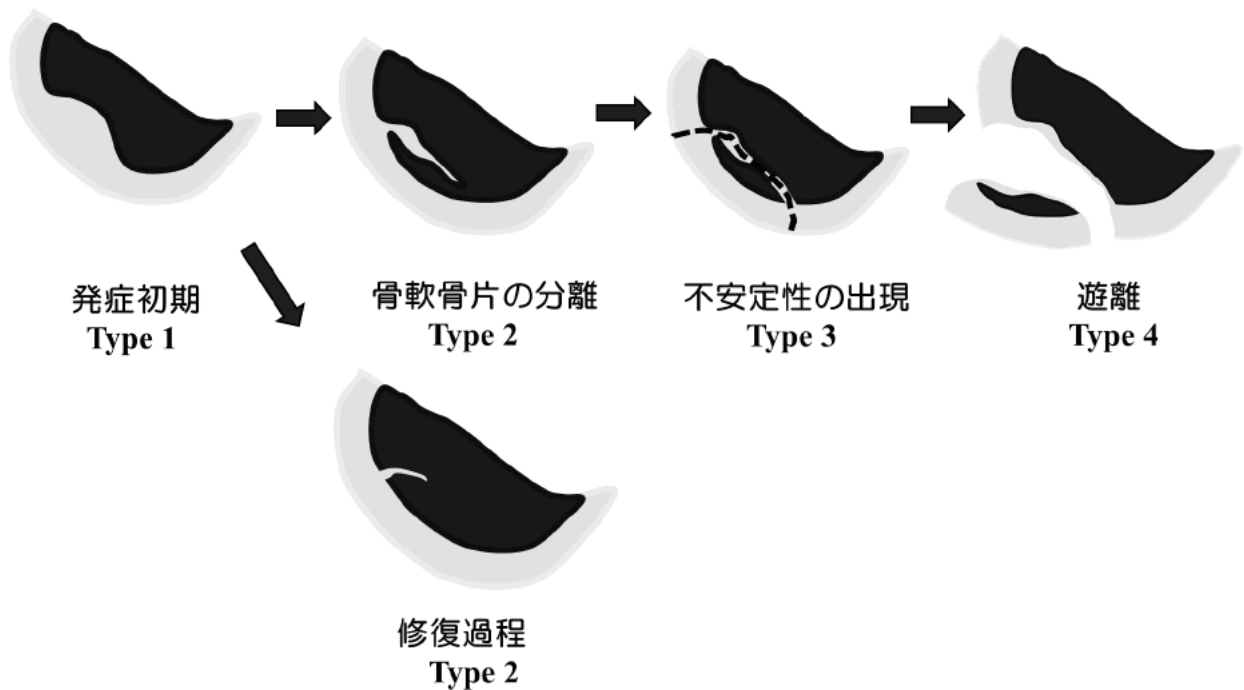 発症初期
Type 1
骨軟骨片の分離
Type 2
不安定性の出現
Type 3
遊離
Type 4
修復過程
Type 2